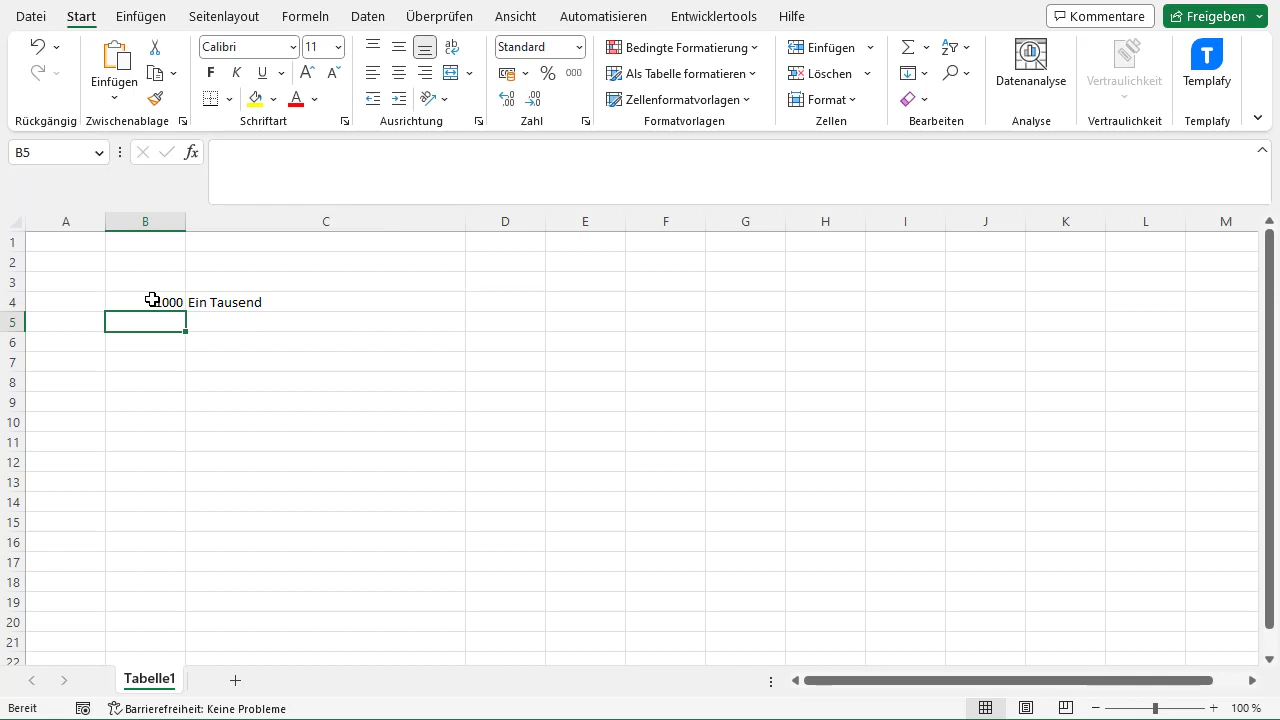 Datei Start Einfügen Seitenlayout Formeln Daten Überprüfen Ansicht Automatisieren Entwicklertools Hilfe Kommentare Freigeben
Calibri 11 Standard Bedingte Formatierung Einfügen
Einfügen F K U Als Tabelle formatieren Löschen Datenanalyse Vertraulichkeit Templafy
Zellenformatvorlagen Format
Rückgängig Zwischenablage Schriftart Ausrichtung Zahl Formatvorlagen Zellen Bearbeiten Analyse Vertraulichkeit Templafy
B5 fx
A B C D E F G H I J K L M
1
2
3
4 1000 Ein Tausend
5
6
7
8
9
10
11
12
13
14
15
16
17
18
19
20
21
22
Tabelle1
Bereit Barrierefreiheit: Keine Probleme 100 %